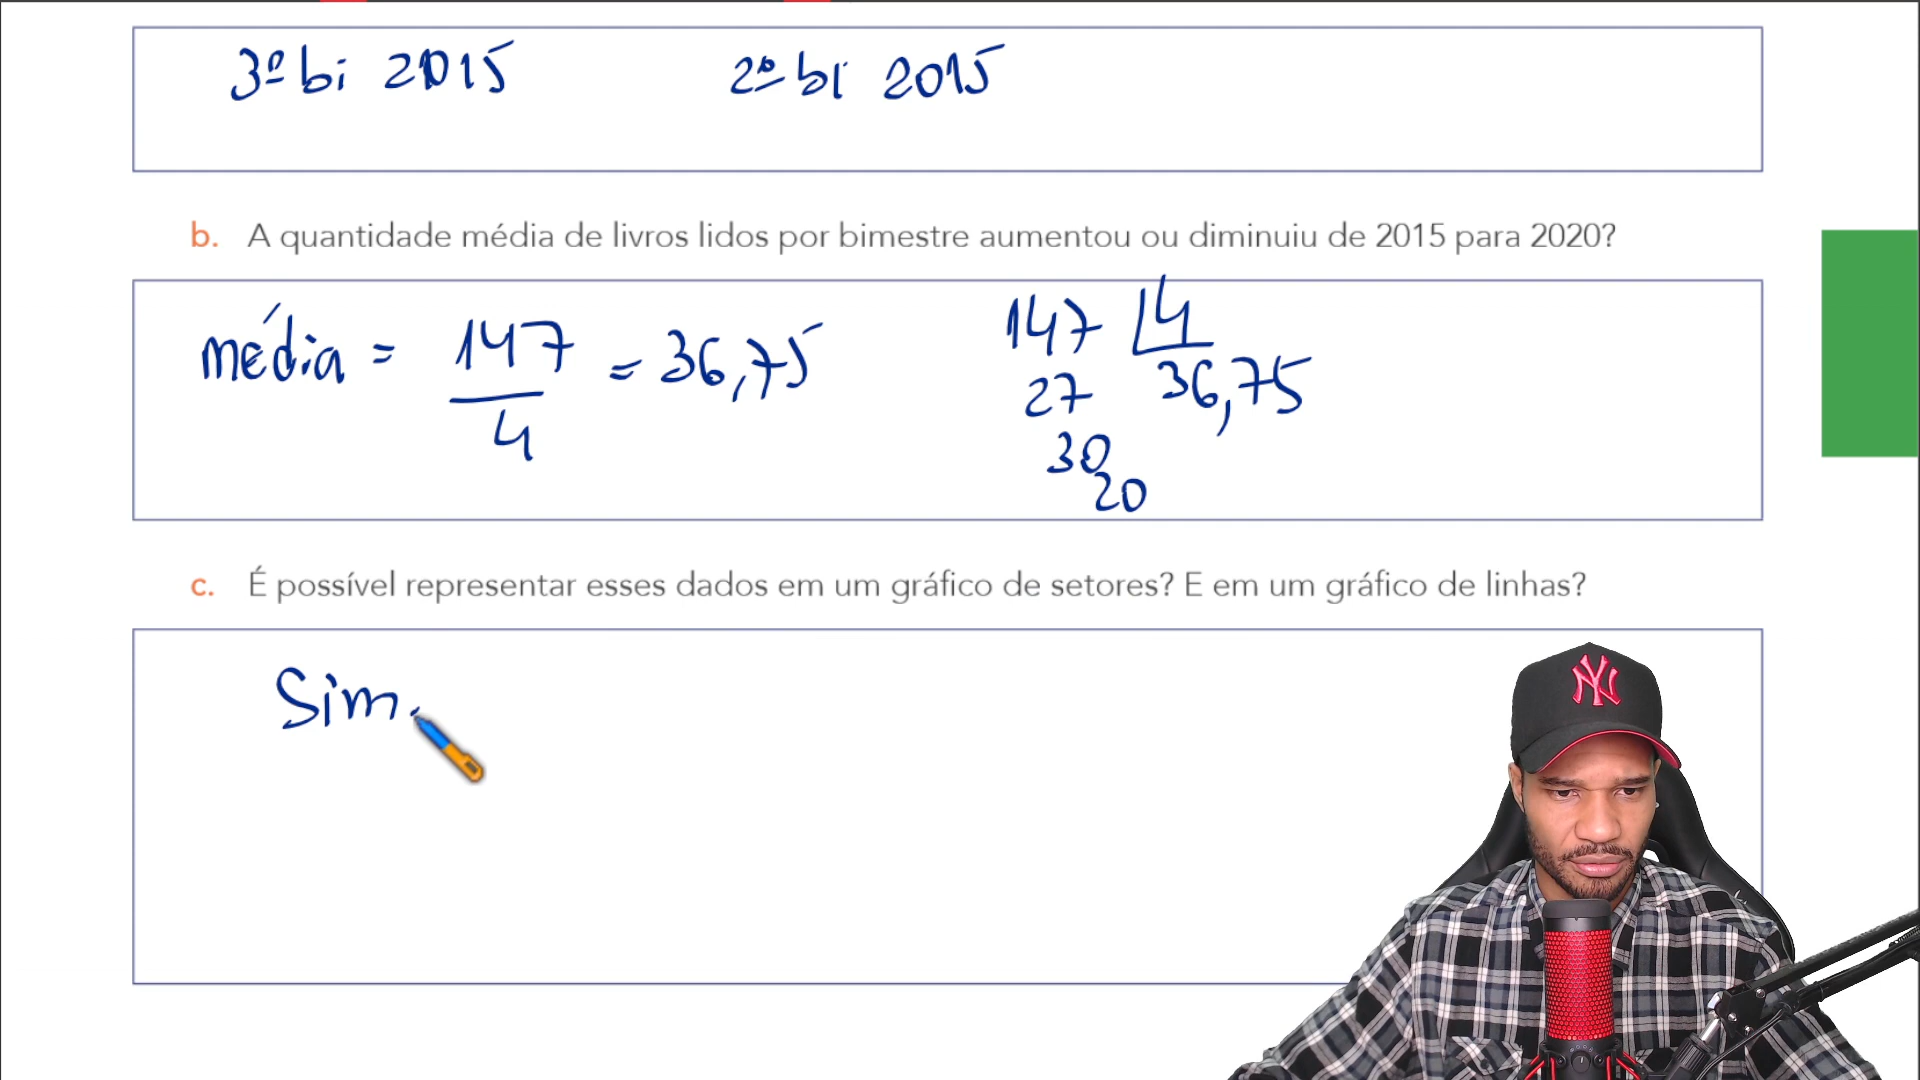 3º bi 2015 2º bi 2015
b. A quantidade média de livros lidos por bimestre aumentou ou diminuiu de 2015 para 2020?
média = 147/4 = 36,75
147 4
27 36,75
30
20
c. É possível representar esses dados em um gráfico de setores? E em um gráfico de linhas?
Sim.
NY